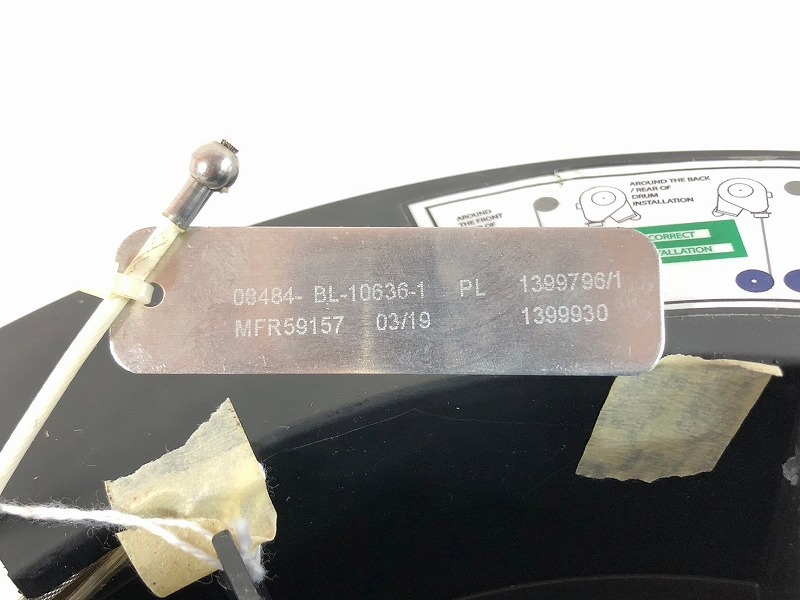 08484- BL-10636-1 PL 1399796/1
MFR59157 03/19 1399930
AROUND THE BACK
/ REAR OF
DRUM
INSTALLATION
AROUND
THE FRONT
CORRECT